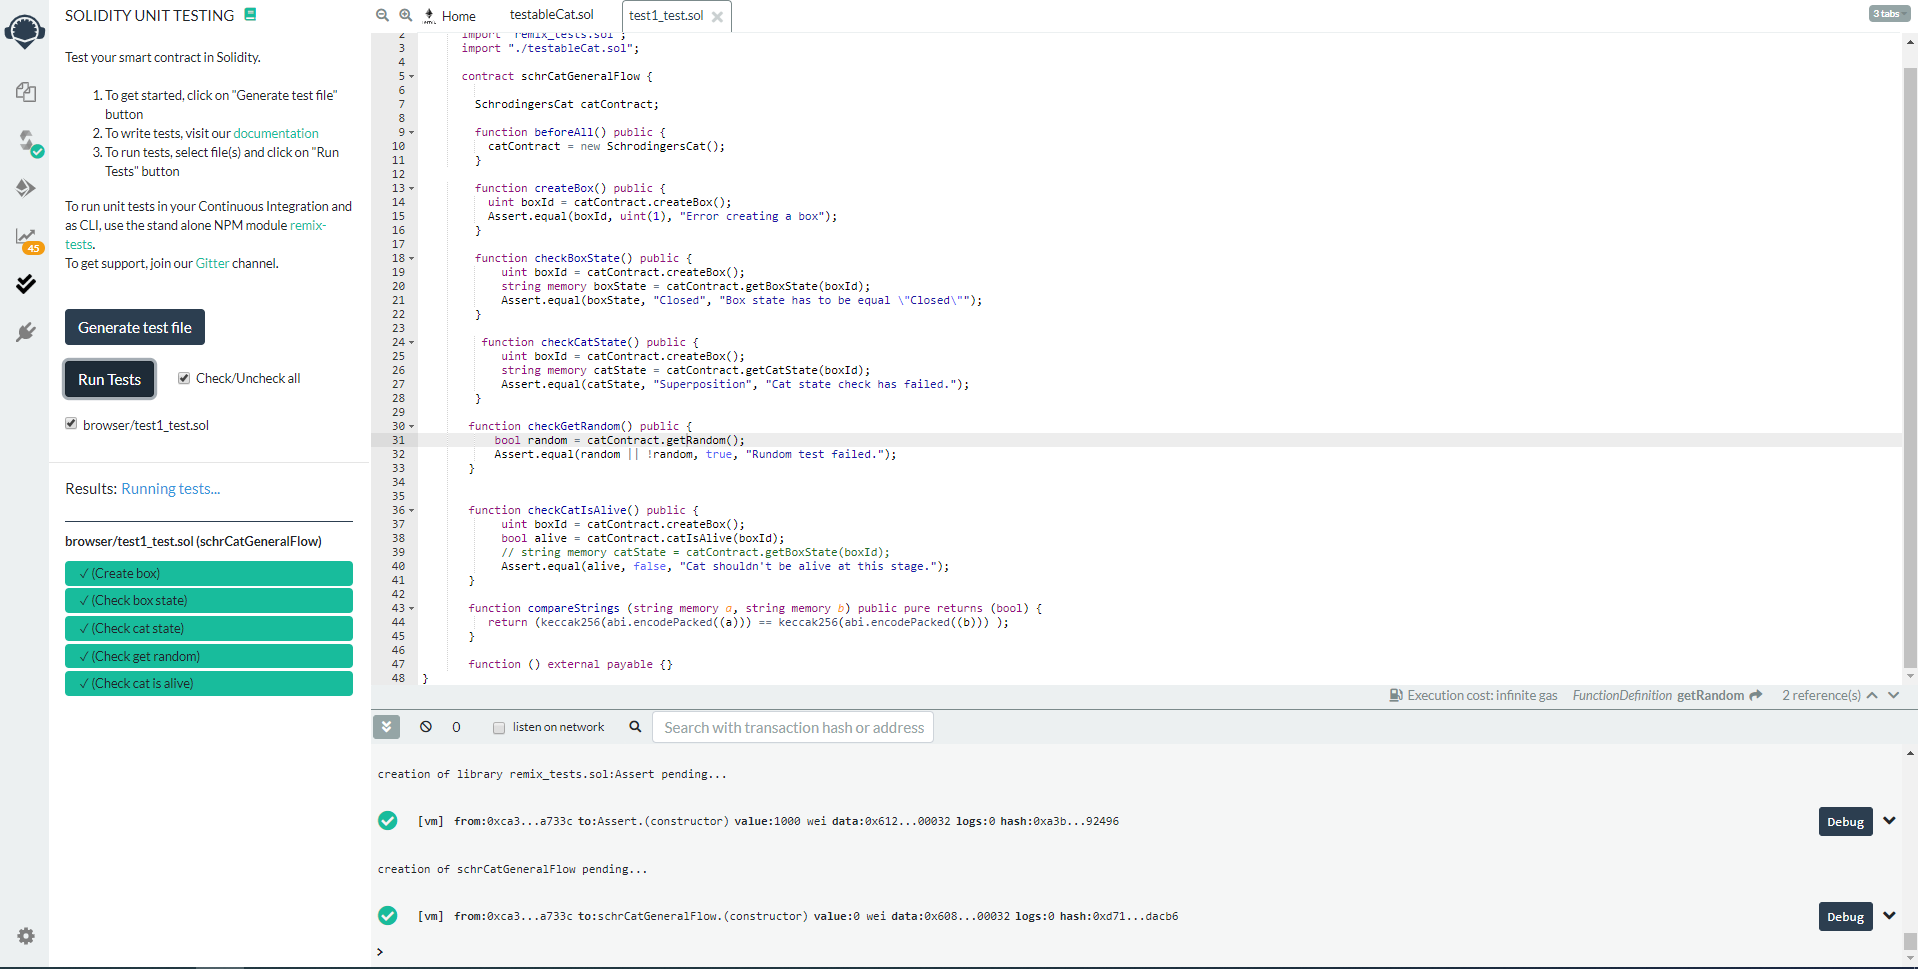 SOLIDITY UNIT TESTING
Test your smart contract in Solidity.
1. To get started, click on "Generate test file"
button
2. To write tests, visit our documentation
3. To run tests, select file(s) and click on "Run
Tests" button
To run unit tests in your Continuous Integration and
as CLI, use the stand alone NPM module remix-
tests.
To get support, join our Gitter channel.
45
Generate test file
Run Tests
Check/Uncheck all
browser/test1_test.sol
Results: Running tests...
browser/test1_test.sol (schrCatGeneralFlow)
✓ (Create box)
✓ (Check box state)
✓ (Check cat state)
✓ (Check get random)
✓ (Check cat is alive)
Home
testableCat.sol
test1_test.sol
3 tabs
2 import "remix_tests.sol";
3 import "./testableCat.sol";
4
5 contract schrCatGeneralFlow {
6
7 SchrodingersCat catContract;
8
9 function beforeAll() public {
10 catContract = new SchrodingersCat();
11 }
12
13 function createBox() public {
14 uint boxId = catContract.createBox();
15 Assert.equal(boxId, uint(1), "Error creating a box");
16 }
17
18 function checkBoxState() public {
19 uint boxId = catContract.createBox();
20 string memory boxState = catContract.getBoxState(boxId);
21 Assert.equal(boxState, "Closed", "Box state has to be equal \"Closed\"");
22 }
23
24 function checkCatState() public {
25 uint boxId = catContract.createBox();
26 string memory catState = catContract.getCatState(boxId);
27 Assert.equal(catState, "Superposition", "Cat state check has failed.");
28 }
29
30 function checkGetRandom() public {
31 bool random = catContract.getRandom();
32 Assert.equal(random || !random, true, "Rundom test failed.");
33 }
34
35
36 function checkCatIsAlive() public {
37 uint boxId = catContract.createBox();
38 bool alive = catContract.catIsAlive(boxId);
39 // string memory catState = catContract.getBoxState(boxId);
40 Assert.equal(alive, false, "Cat shouldn't be alive at this stage.");
41 }
42
43 function compareStrings (string memory a, string memory b) public pure returns (bool) {
44 return (keccak256(abi.encodePacked((a))) == keccak256(abi.encodePacked((b))) );
45 }
46
47 function () external payable {}
48 }
Execution cost: infinite gas FunctionDefinition getRandom 2 reference(s)
0 listen on network Search with transaction hash or address
creation of library remix_tests.sol:Assert pending...
[vm] from:0xca3...a733c to:Assert.(constructor) value:1000 wei data:0x612...00032 logs:0 hash:0xa3b...92496
Debug
creation of schrCatGeneralFlow pending...
[vm] from:0xca3...a733c to:schrCatGeneralFlow.(constructor) value:0 wei data:0x608...00032 logs:0 hash:0xd71...dacb6
Debug
>